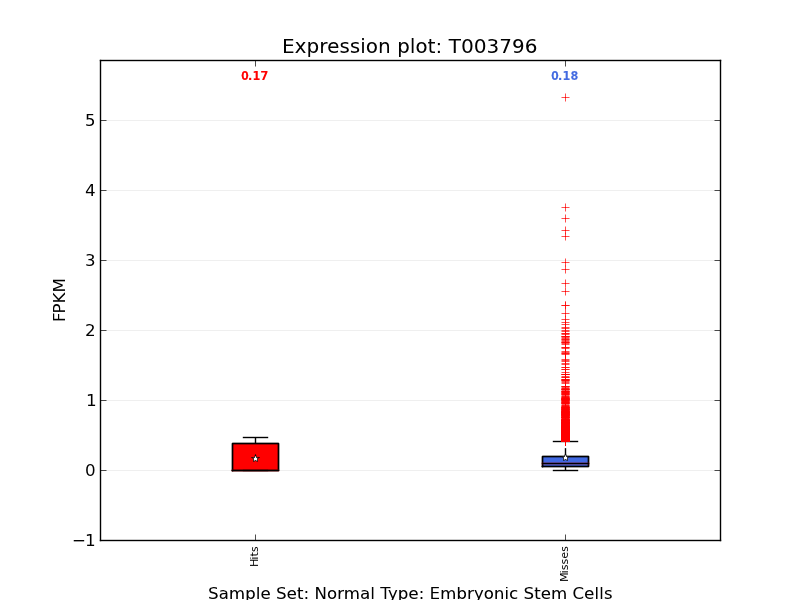 Expression plot: T003796
0.17
0.18
5
4
3
2
1
0
−1
FPKM
Hits
Misses
Sample Set: Normal Type: Embryonic Stem Cells